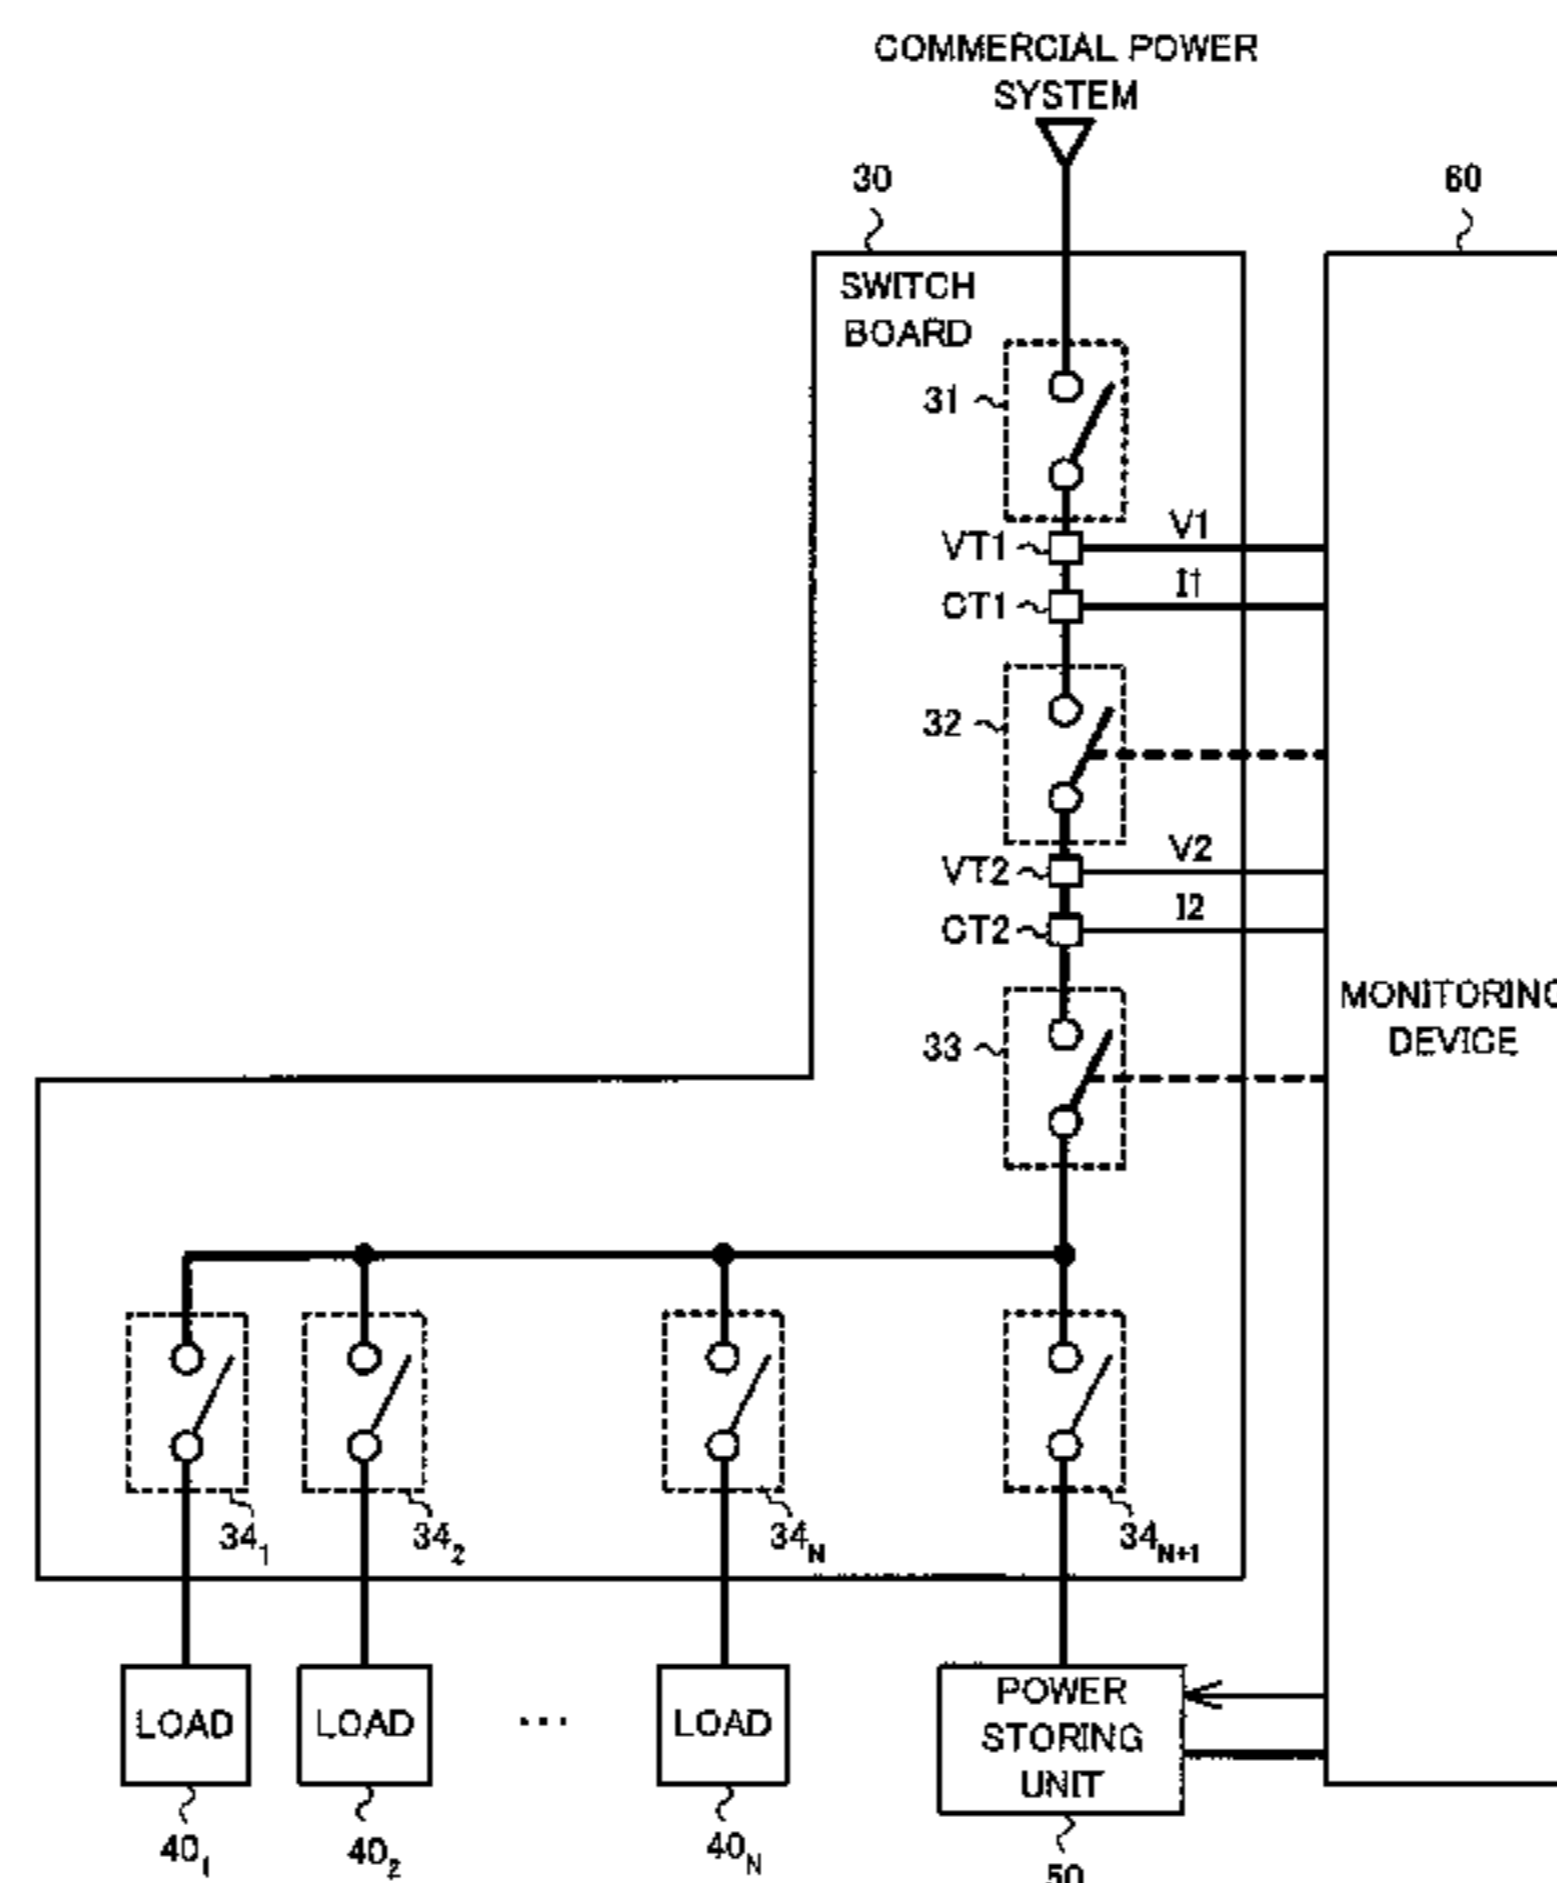 COMMERCIAL POWER
SYSTEM
30
60
SWITCH
BOARD
31
VT1
V1
CT1
I1
32
VT2
V2
CT2
I2
33
MONITORING
DEVICE
34₁
34₂
34N
34N+1
LOAD
LOAD
...
LOAD
POWER
STORING
UNIT
40₁
40₂
40N
50